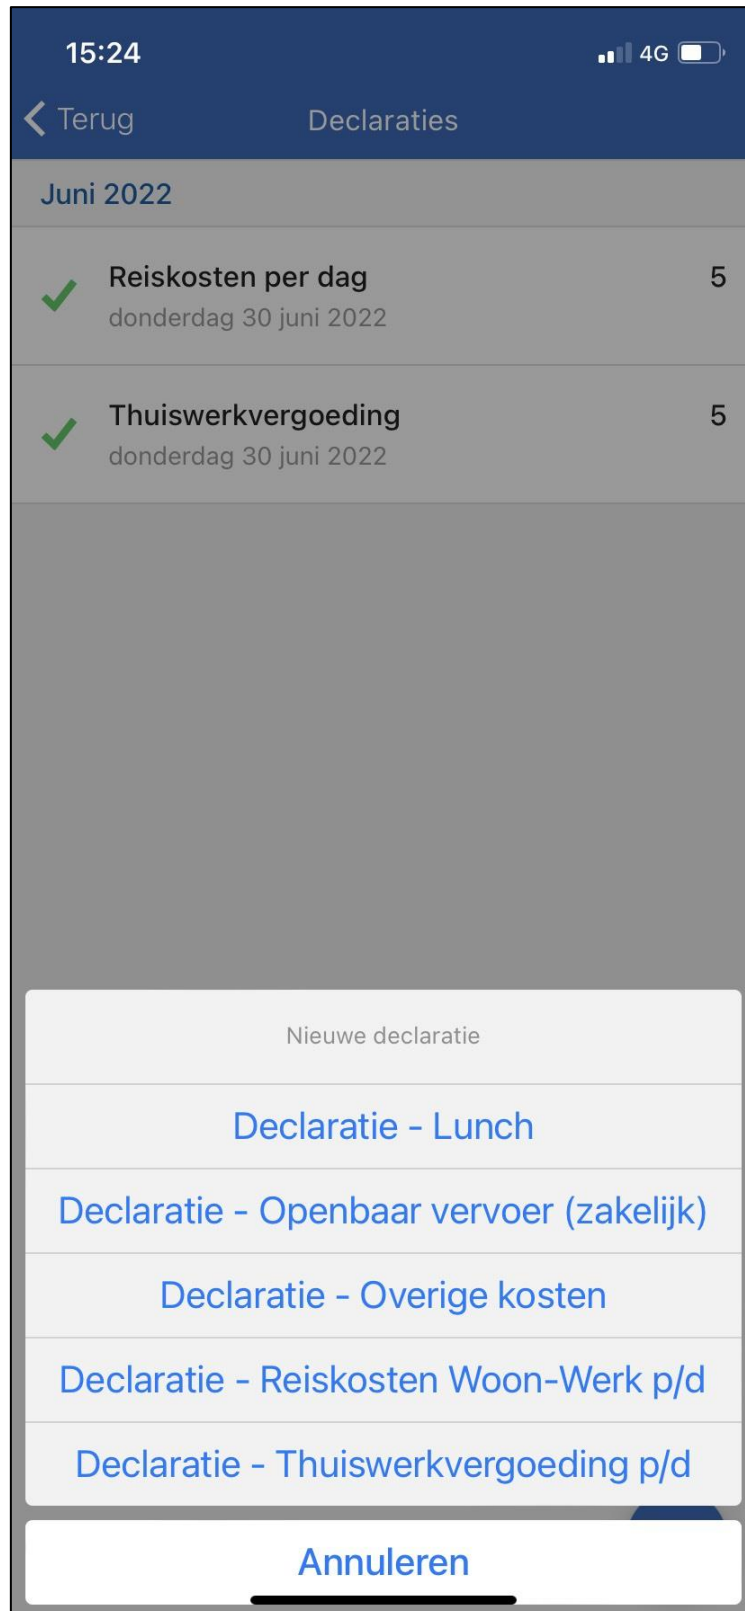 15:24
4G
Terug
Declaraties
Juni 2022
Reiskosten per dag 5
donderdag 30 juni 2022
Thuiswerkvergoeding 5
donderdag 30 juni 2022
Nieuwe declaratie
Declaratie - Lunch
Declaratie - Openbaar vervoer (zakelijk)
Declaratie - Overige kosten
Declaratie - Reiskosten Woon-Werk p/d
Declaratie - Thuiswerkvergoeding p/d
Annuleren